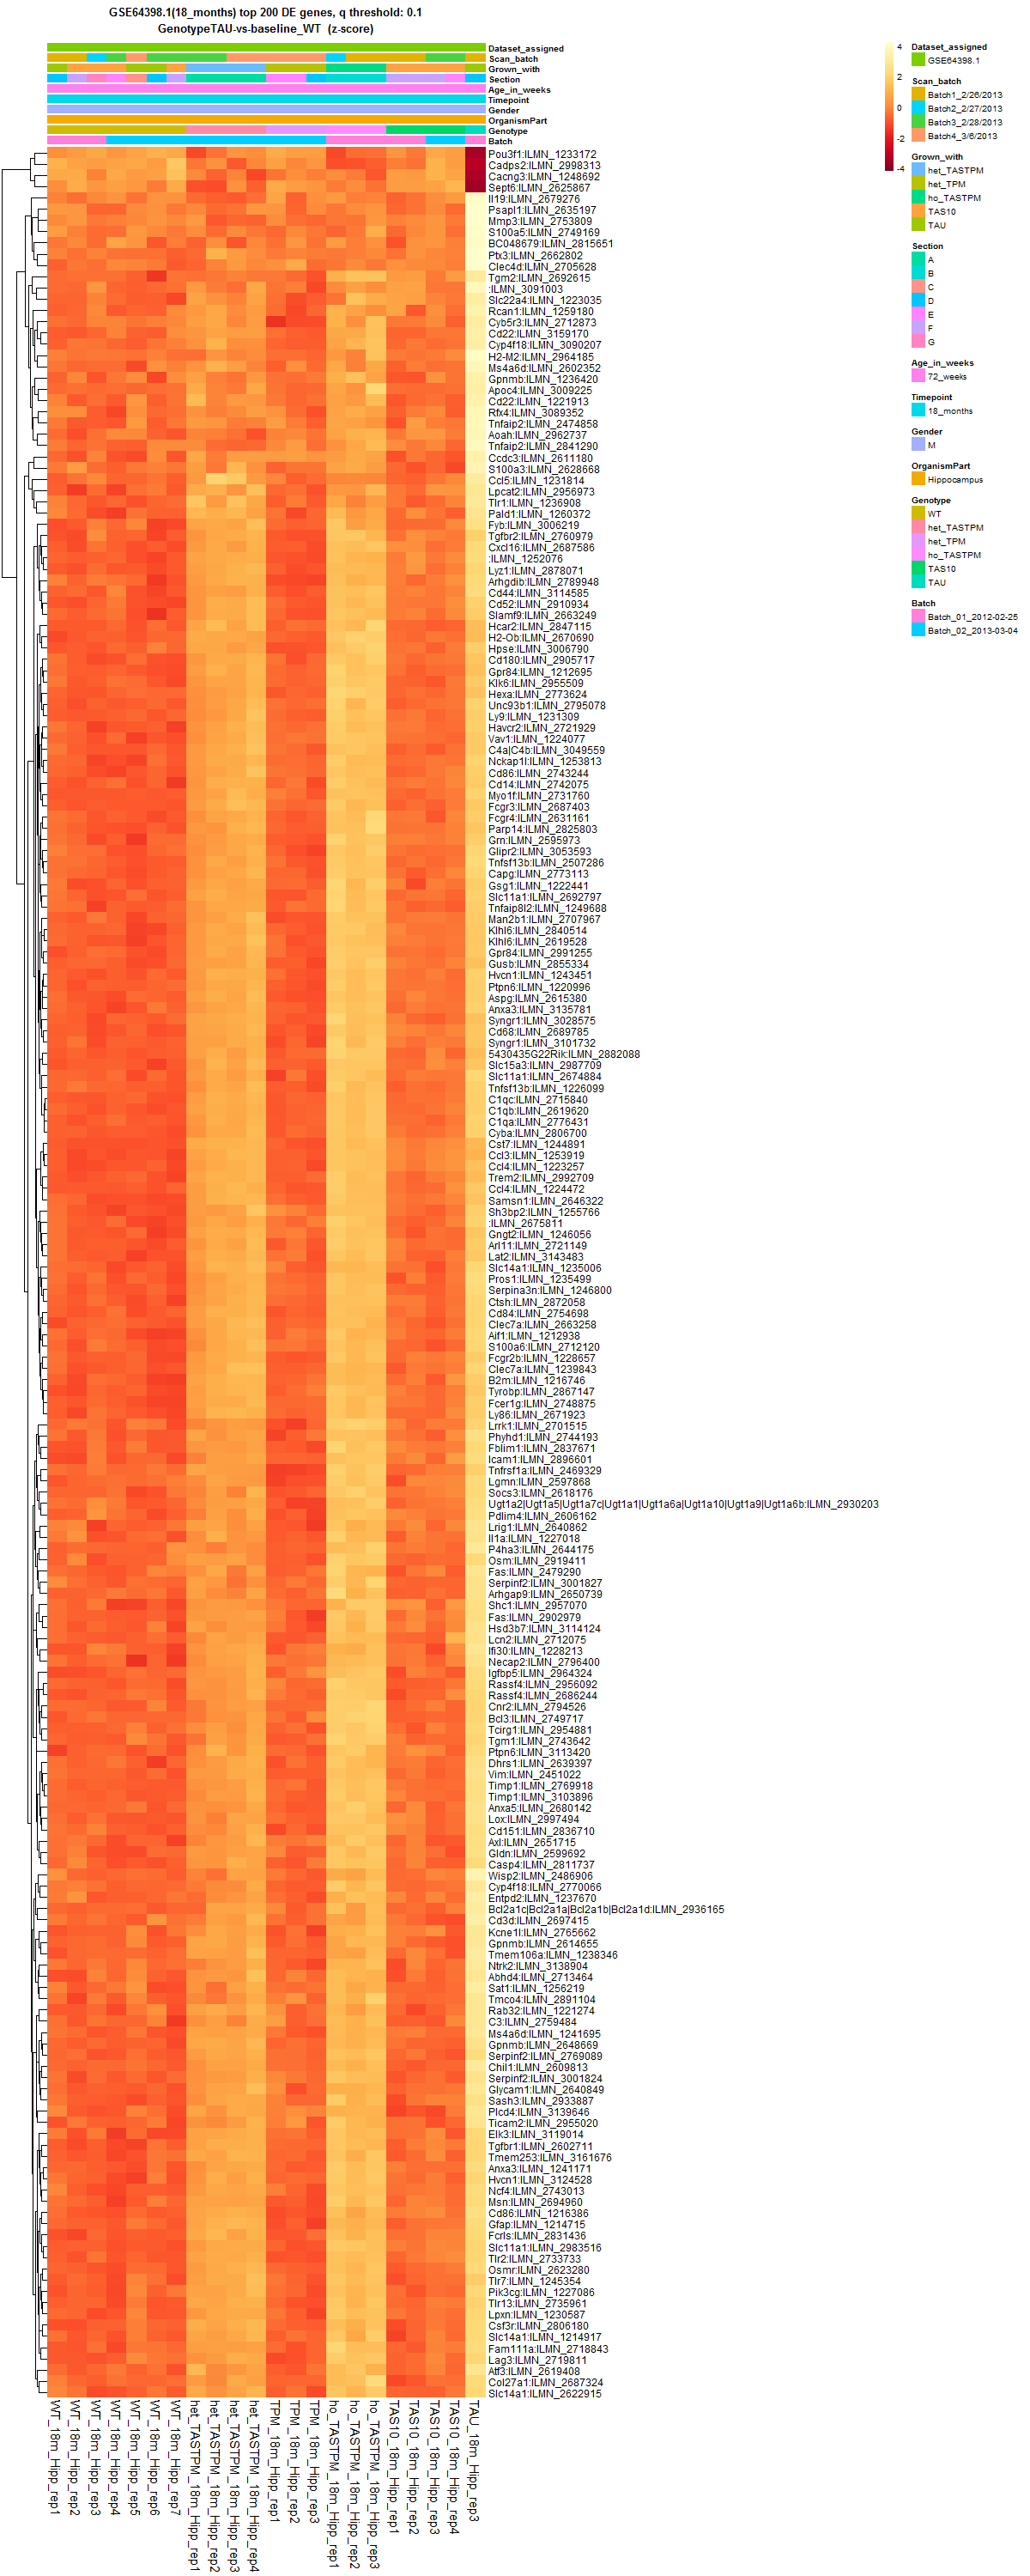 GSE64398.1(18_months) top 200 DE genes, q threshold: 0.1
GenotypeTAU-vs-baseline_WT (z-score)
Dataset_assigned
Scan_batch
Grown_with
Section
Age_in_weeks
Timepoint
Gender
OrganismPart
Genotype
Batch
Pou3f1:ILMN_1233172
Cadps2:ILMN_2998313
Cacng3:ILMN_1248692
Sept6:ILMN_2625867
Il19:ILMN_2679276
Psapl1:ILMN_2635197
Mmp3:ILMN_2753809
S100a5:ILMN_2749169
BC048679:ILMN_2815651
Ptx3:ILMN_2662802
Clec4d:ILMN_2705628
Tgm2:ILMN_2692615
:ILMN_3091003
Slc22a4:ILMN_1223035
Rcan1:ILMN_1259180
Cyb5r3:ILMN_2712873
Cd22:ILMN_3159170
Cyp4f18:ILMN_3090207
H2-M2:ILMN_2964185
Ms4a6d:ILMN_2602352
Gpnmb:ILMN_1236420
Apoc4:ILMN_3009225
Cd22:ILMN_1221913
Rfx4:ILMN_3089352
Tnfaip2:ILMN_2474858
Aoah:ILMN_2962737
Tnfaip2:ILMN_2841290
Ccdc3:ILMN_2611180
S100a3:ILMN_2628668
Ccl5:ILMN_1231814
Lpcat2:ILMN_2956973
Tlr1:ILMN_1236908
Pald1:ILMN_1260372
Fyb:ILMN_3006219
Tgfbr2:ILMN_2760979
Cxcl16:ILMN_2687586
:ILMN_1252076
Lyz1:ILMN_2878071
Arhgdib:ILMN_2789948
Cd44:ILMN_3114585
Cd52:ILMN_2910934
Slamf9:ILMN_2663249
Hcar2:ILMN_2847115
H2-Ob:ILMN_2670690
Hpse:ILMN_3006790
Cd180:ILMN_2905717
Gpr84:ILMN_1212695
Klk6:ILMN_2955509
Hexa:ILMN_2773624
Unc93b1:ILMN_2795078
Ly9:ILMN_1231309
Havcr2:ILMN_2721929
Vav1:ILMN_1224077
C4a|C4b:ILMN_3049559
Nckap1l:ILMN_1253813
Cd86:ILMN_2743244
Cd14:ILMN_2742075
Myo1f:ILMN_2731760
Fcgr3:ILMN_2687403
Fcgr4:ILMN_2631161
Parp14:ILMN_2825803
Grn:ILMN_2595973
Glipr2:ILMN_3053593
Tnfsf13b:ILMN_2507286
Capg:ILMN_2773113
Gsg1:ILMN_1222441
Slc11a1:ILMN_2692797
Tnfaip8l2:ILMN_1249688
Man2b1:ILMN_2707967
Klhl6:ILMN_2840514
Klhl6:ILMN_2619528
Gpr84:ILMN_2991255
Gusb:ILMN_2855334
Hvcn1:ILMN_1243451
Ptpn6:ILMN_1220996
Aspg:ILMN_2615380
Anxa3:ILMN_3135781
Syngr1:ILMN_3028575
Cd68:ILMN_2689785
Syngr1:ILMN_3101732
5430435G22Rik:ILMN_2882088
Slc15a3:ILMN_2987709
Slc11a1:ILMN_2674884
Tnfsf13b:ILMN_1226099
C1qc:ILMN_2715840
C1qb:ILMN_2619620
C1qa:ILMN_2776431
Cyba:ILMN_2806700
Cst7:ILMN_1244891
Ccl3:ILMN_1253919
Ccl4:ILMN_1223257
Trem2:ILMN_2992709
Ccl4:ILMN_1224472
Samsn1:ILMN_2646322
Sh3bp2:ILMN_1255766
:ILMN_2675811
Gngt2:ILMN_1246056
Arl11:ILMN_2721149
Lat2:ILMN_3143483
Slc14a1:ILMN_1235006
Pros1:ILMN_1235499
Serpina3n:ILMN_1246800
Ctsh:ILMN_2872058
Cd84:ILMN_2754698
Clec7a:ILMN_2663258
Aif1:ILMN_1212938
S100a6:ILMN_2712120
Fcgr2b:ILMN_1228657
Clec7a:ILMN_1239843
B2m:ILMN_1216746
Tyrobp:ILMN_2867147
Fcer1g:ILMN_2748875
Ly86:ILMN_2671923
Lrrk1:ILMN_2701515
Phyhd1:ILMN_2744193
Fblim1:ILMN_2837671
Icam1:ILMN_2896601
Tnfrsf1a:ILMN_2469329
Lgmn:ILMN_2597868
Socs3:ILMN_2618176
Ugt1a2|Ugt1a5|Ugt1a7c|Ugt1a1|Ugt1a6a|Ugt1a10|Ugt1a9|Ugt1a6b:ILMN_2930203
Pdlim4:ILMN_2606162
Lrig1:ILMN_2640862
Il1a:ILMN_1227018
P4ha3:ILMN_2644175
Osm:ILMN_2919411
Fas:ILMN_2479290
Serpinf2:ILMN_3001827
Arhgap9:ILMN_2650739
Shc1:ILMN_2957070
Fas:ILMN_2902979
Hsd3b7:ILMN_3114124
Lcn2:ILMN_2712075
Ifi30:ILMN_1228213
Necap2:ILMN_2796400
Igfbp5:ILMN_2964324
Rassf4:ILMN_2956092
Rassf4:ILMN_2686244
Cnr2:ILMN_2794526
Bcl3:ILMN_2749717
Tcirg1:ILMN_2954881
Tgm1:ILMN_2743642
Ptpn6:ILMN_3113420
Dhrs1:ILMN_2639397
Vim:ILMN_2451022
Timp1:ILMN_2769918
Timp1:ILMN_3103896
Anxa5:ILMN_2680142
Lox:ILMN_2997494
Cd151:ILMN_2836710
Axl:ILMN_2651715
Gldn:ILMN_2599692
Casp4:ILMN_2811737
Wisp2:ILMN_2486906
Cyp4f18:ILMN_2770066
Entpd2:ILMN_1237670
Bcl2a1c|Bcl2a1a|Bcl2a1b|Bcl2a1d:ILMN_2936165
Cd3d:ILMN_2697415
Kcne1l:ILMN_2765662
Gpnmb:ILMN_2614655
Tmem106a:ILMN_1238346
Ntrk2:ILMN_3138904
Abhd4:ILMN_2713464
Sat1:ILMN_1256219
Tmco4:ILMN_2891104
Rab32:ILMN_1221274
C3:ILMN_2759484
Ms4a6d:ILMN_1241695
Gpnmb:ILMN_2648669
Serpinf2:ILMN_2769089
Chil1:ILMN_2609813
Serpinf2:ILMN_3001824
Glycam1:ILMN_2640849
Sash3:ILMN_2933887
Plcd4:ILMN_3139646
Ticam2:ILMN_2955020
Elk3:ILMN_3119014
Tgfbr1:ILMN_2602711
Tmem253:ILMN_3161676
Anxa3:ILMN_1241171
Hvcn1:ILMN_3124528
Ncf4:ILMN_2743013
Msn:ILMN_2694960
Cd86:ILMN_1216386
Gfap:ILMN_1214715
Fcrls:ILMN_2831436
Slc11a1:ILMN_2983516
Tlr2:ILMN_2733733
Osmr:ILMN_2623280
Tlr7:ILMN_1245354
Pik3cg:ILMN_1227086
Tlr13:ILMN_2735961
Lpxn:ILMN_1230587
Csf3r:ILMN_2806180
Slc14a1:ILMN_1214917
Fam111a:ILMN_2718843
Lag3:ILMN_2719811
Atf3:ILMN_2619408
Col27a1:ILMN_2687324
Slc14a1:ILMN_2622915
WT_18m_Hipp_rep1
WT_18m_Hipp_rep2
WT_18m_Hipp_rep3
WT_18m_Hipp_rep4
WT_18m_Hipp_rep5
WT_18m_Hipp_rep6
WT_18m_Hipp_rep7
het_TASTPM_18m_Hipp_rep1
het_TASTPM_18m_Hipp_rep2
het_TASTPM_18m_Hipp_rep3
het_TASTPM_18m_Hipp_rep4
TPM_18m_Hipp_rep1
TPM_18m_Hipp_rep2
TPM_18m_Hipp_rep3
ho_TASTPM_18m_Hipp_rep1
ho_TASTPM_18m_Hipp_rep2
ho_TASTPM_18m_Hipp_rep3
TAS10_18m_Hipp_rep1
TAS10_18m_Hipp_rep2
TAS10_18m_Hipp_rep3
TAS10_18m_Hipp_rep4
TAU_18m_Hipp_rep3
4
2
0
-2
-4
Dataset_assigned
GSE64398.1
Scan_batch
Batch1_2/26/2013
Batch2_2/27/2013
Batch3_2/28/2013
Batch4_3/6/2013
Grown_with
het_TASTPM
het_TPM
ho_TASTPM
TAS10
TAU
Section
A
B
C
D
E
F
G
Age_in_weeks
72_weeks
Timepoint
18_months
Gender
M
OrganismPart
Hippocampus
Genotype
WT
het_TASTPM
het_TPM
ho_TASTPM
TAS10
TAU
Batch
Batch_01_2012-02-25
Batch_02_2013-03-04